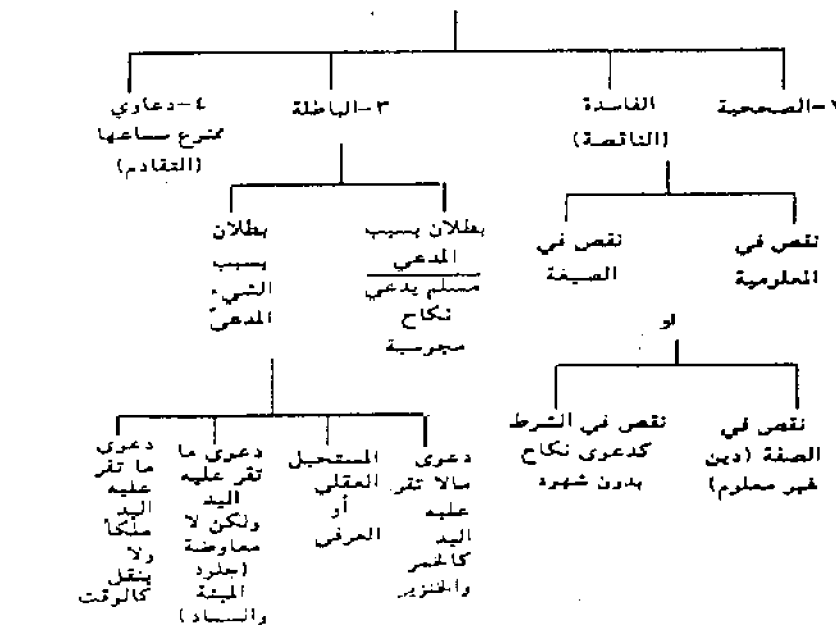 ١-الصحيحة
الفاسدة
(الناقصة)
٣-الباطلة
٤-دعاوي
ممنوع سماعها
(التقادم)
نقص في
المعلومية
نقص في
الصيغة
بطلان بسبب
المدعي
مسلم يدعي
نكاح
مجوسية
بطلان
بسبب
الشيء
المدعىّ
او
نقص في
الصفة (دين
غير معلوم)
نقص في الشرط
كدعوى نكاح
بدون شهود
دعوى
مالا تقر
عليه
اليد
كالخمر
والخنزير
المستحيل
العقلي
أو
العرفي
دعوى ما
تقر عليه
اليد
ولكن لا
معاوضة
(جلود
الميتة
والسماد)
دعوى
ما تقر
عليه
اليد
ملكاً
ولا
ينقل
كالوقف